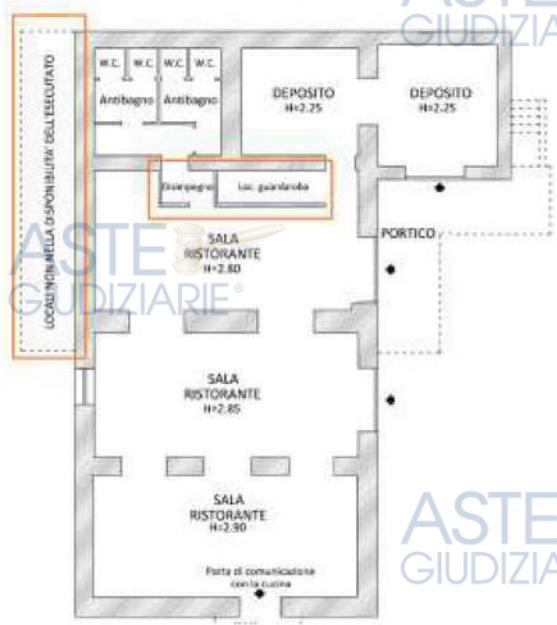 ASTE
GIUDIZIARIE
W.C. W.C. W.C. W.C.
Antibagno Antibagno
DEPOSITO
H=2.25
DEPOSITO
H=2.25
LOCALI NON NELLA DISPONIBILITA' DELL'ESECUTATO
Disimpegno Loc. guardaroba
PORTICO
SALA
RISTORANTE
H=2.80
ASTE
GIUDIZIARIE®
SALA
RISTORANTE
H=2.85
SALA
RISTORANTE
H=2.90
ASTE
GIUDIZIA
Porta di comunicazione
con la cucina